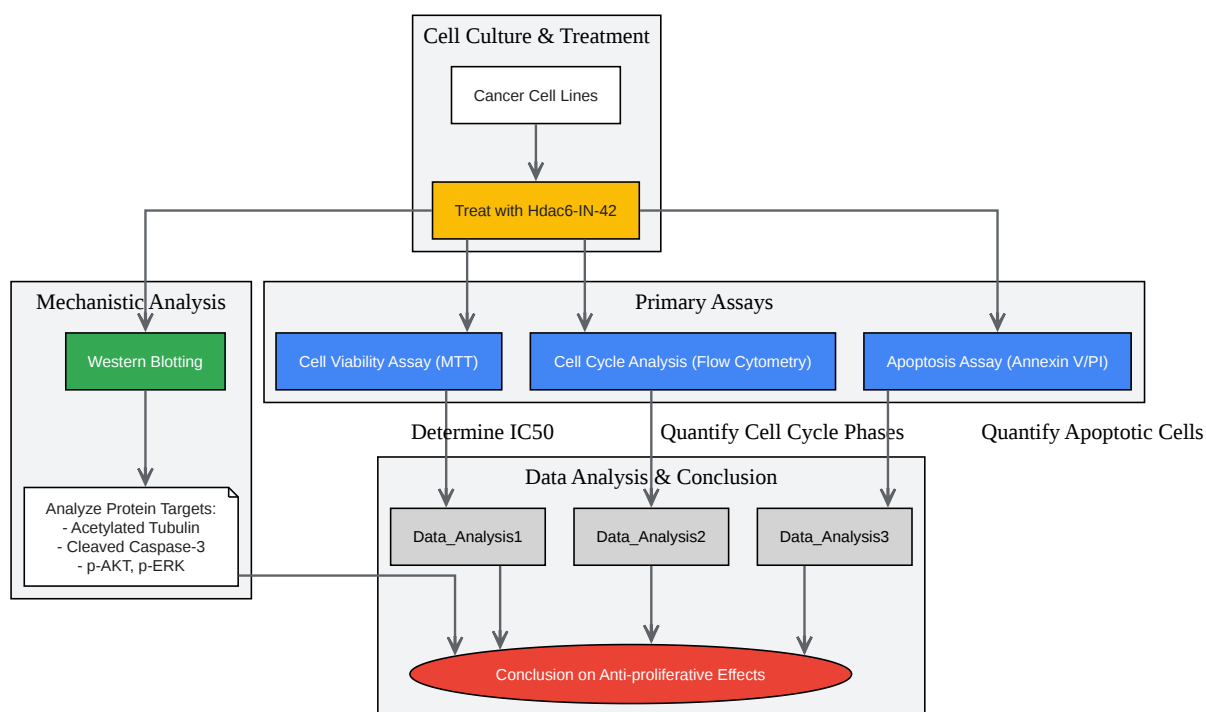 Cell Culture & Treatment
Cancer Cell Lines
Treat with Hdac6-IN-42
Mechanistic Analysis
Primary Assays
Western Blotting
Cell Viability Assay (MTT)
Cell Cycle Analysis (Flow Cytometry)
Apoptosis Assay (Annexin V/PI)
Determine IC50
Quantify Cell Cycle Phases
Quantify Apoptotic Cells
Data Analysis & Conclusion
Analyze Protein Targets:
- Acetylated Tubulin
- Cleaved Caspase-3
- p-AKT, p-ERK
Data_Analysis1
Data_Analysis2
Data_Analysis3
Conclusion on Anti-proliferative Effects